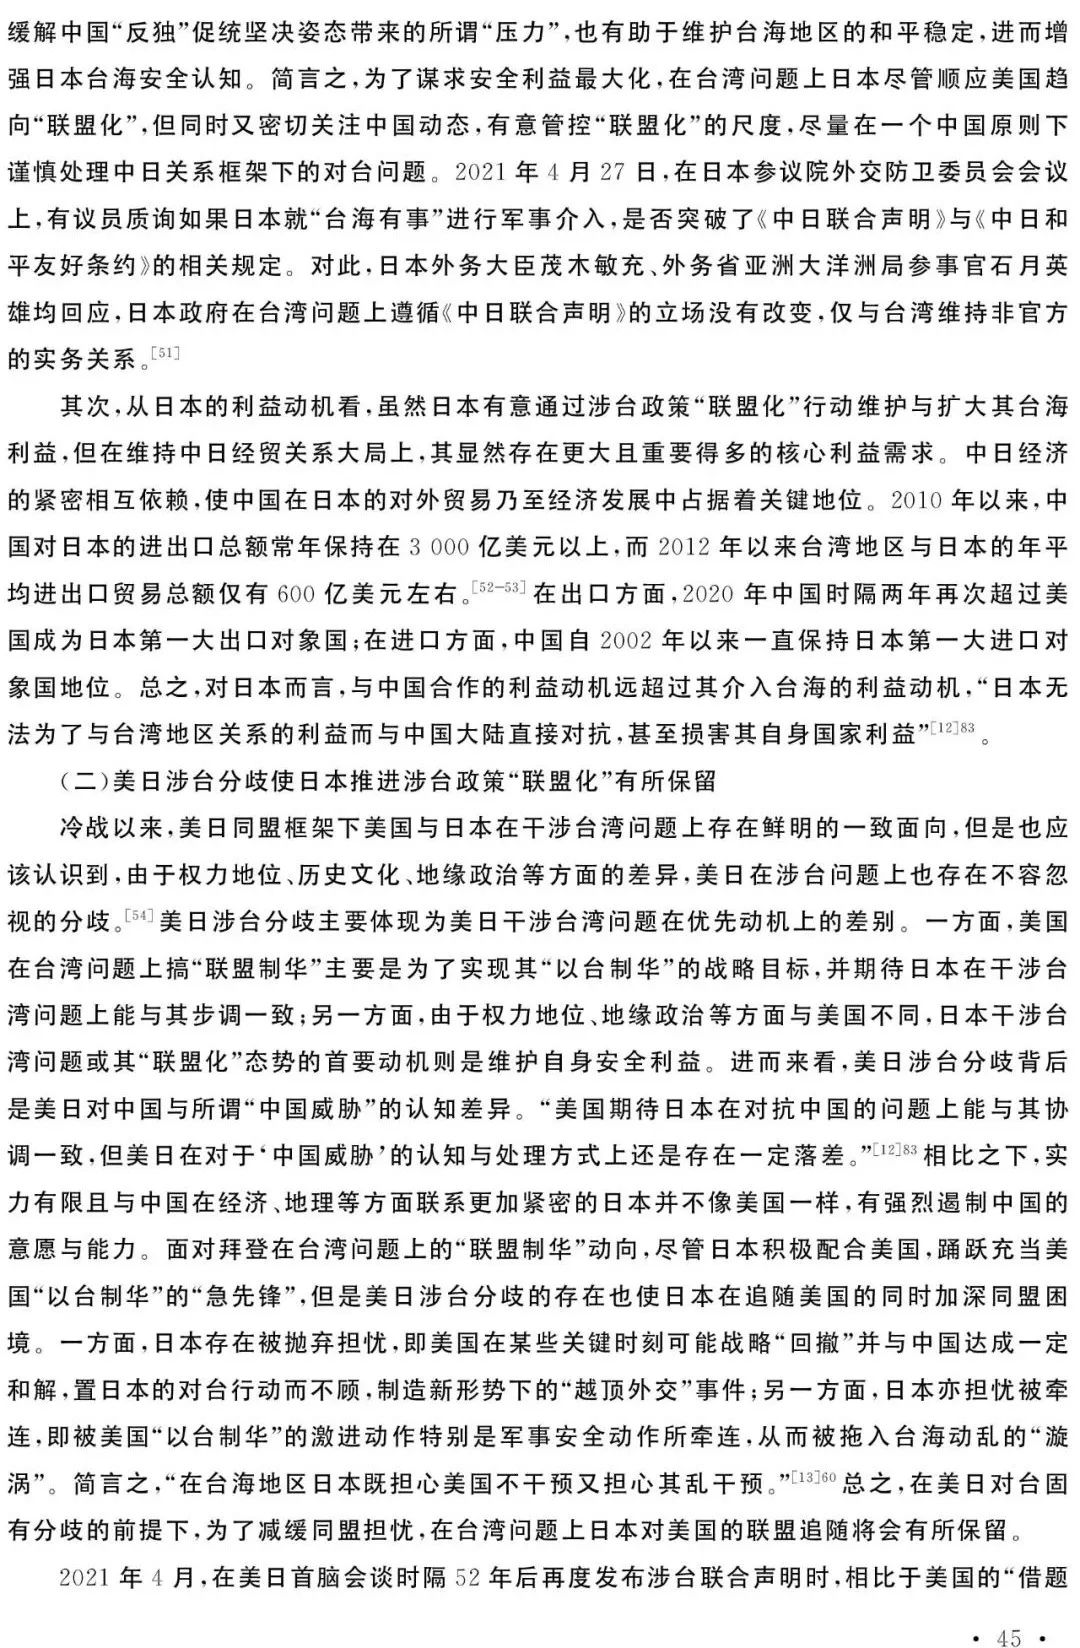 缓解中国“反独”促统坚决姿态带来的所谓“压力”,也有助于维护台海地区的和平稳定,进而增
强日本台海安全认知。简言之,为了谋求安全利益最大化,在台湾问题上日本尽管顺应美国趋
向“联盟化”,但同时又密切关注中国动态,有意管控“联盟化”的尺度,尽量在一个中国原则下
谨慎处理中日关系框架下的对台问题。2021 年 4 月 27 日,在日本参议院外交防卫委员会会议
上,有议员质询如果日本就“台海有事”进行军事介入,是否突破了《中日联合声明》与《中日和
平友好条约》的相关规定。对此,日本外务大臣茂木敏充、外务省亚洲大洋洲局参事官石月英
雄均回应,日本政府在台湾问题上遵循《中日联合声明》的立场没有改变,仅与台湾维持非官方
的实务关系。[51]
其次,从日本的利益动机看,虽然日本有意通过涉台政策“联盟化”行动维护与扩大其台海
利益,但在维持中日经贸关系大局上,其显然存在更大且重要得多的核心利益需求。中日经济
的紧密相互依赖,使中国在日本的对外贸易乃至经济发展中占据着关键地位。2010 年以来,中
国对日本的进出口总额常年保持在 3 000 亿美元以上,而 2012 年以来台湾地区与日本的年平
均进出口贸易总额仅有 600 亿美元左右。[52—53]在出口方面,2020 年中国时隔两年再次超过美
国成为日本第一大出口对象国;在进口方面,中国自 2002 年以来一直保持日本第一大进口对
象国地位。总之,对日本而言,与中国合作的利益动机远超过其介入台海的利益动机,“日本无
法为了与台湾地区关系的利益而与中国大陆直接对抗,甚至损害其自身国家利益”[12]83。
(二)美日涉台分歧使日本推进涉台政策“联盟化”有所保留
冷战以来,美日同盟框架下美国与日本在干涉台湾问题上存在鲜明的一致面向,但是也应
该认识到,由于权力地位、历史文化、地缘政治等方面的差异,美日在涉台问题上也存在不容忽
视的分歧。[54]美日涉台分歧主要体现为美日干涉台湾问题在优先动机上的差别。一方面,美国
在台湾问题上搞“联盟制华”主要是为了实现其“以台制华”的战略目标,并期待日本在干涉台
湾问题上能与其步调一致;另一方面,由于权力地位、地缘政治等方面与美国不同,日本干涉台
湾问题或其“联盟化”态势的首要动机则是维护自身安全利益。进而来看,美日涉台分歧背后
是美日对中国与所谓“中国威胁”的认知差异。“美国期待日本在对抗中国的问题上能与其协
调一致,但美日在对于‘中国威胁’的认知与处理方式上还是存在一定落差。”[12]83相比之下,实
力有限且与中国在经济、地理等方面联系更加紧密的日本并不像美国一样,有强烈遏制中国的
意愿与能力。面对拜登在台湾问题上的“联盟制华”动向,尽管日本积极配合美国,踊跃充当美
国“以台制华”的“急先锋”,但是美日涉台分歧的存在也使日本在追随美国的同时加深同盟困
境。一方面,日本存在被抛弃担忧,即美国在某些关键时刻可能战略“回撤”并与中国达成一定
和解,置日本的对台行动而不顾,制造新形势下的“越顶外交”事件;另一方面,日本亦担忧被牵
连,即被美国“以台制华”的激进动作特别是军事安全动作所牵连,从而被拖入台海动乱的“漩
涡”。简言之,“在台海地区日本既担心美国不干预又担心其乱干预。”[13]60总之,在美日对台固
有分歧的前提下,为了减缓同盟担忧,在台湾问题上日本对美国的联盟追随将会有所保留。
2021 年 4 月,在美日首脑会谈时隔 52 年后再度发布涉台联合声明时,相比于美国的“借题
· 45 ·